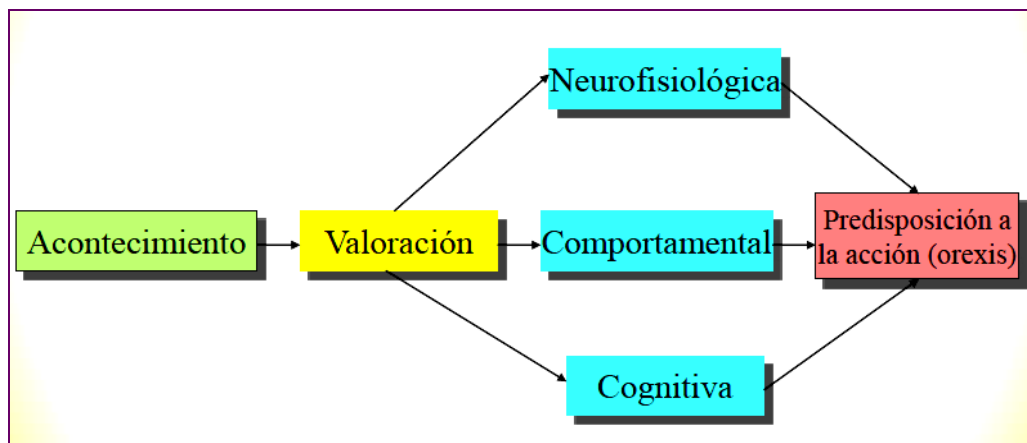 Neurofisiológica
Acontecimiento
Valoración
Comportamental
Predisposición a
la acción (orexis)
Cognitiva